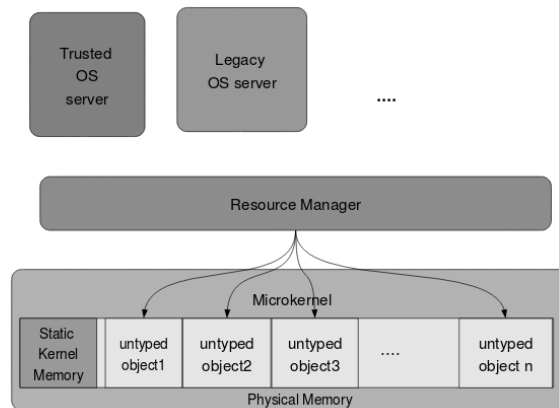 Trusted
OS
server
Legacy
OS server
....
Resource Manager
Microkernel
Static
Kernel
Memory
untyped
object1
untyped
object2
untyped
object3
....
untyped
object n
Physical Memory